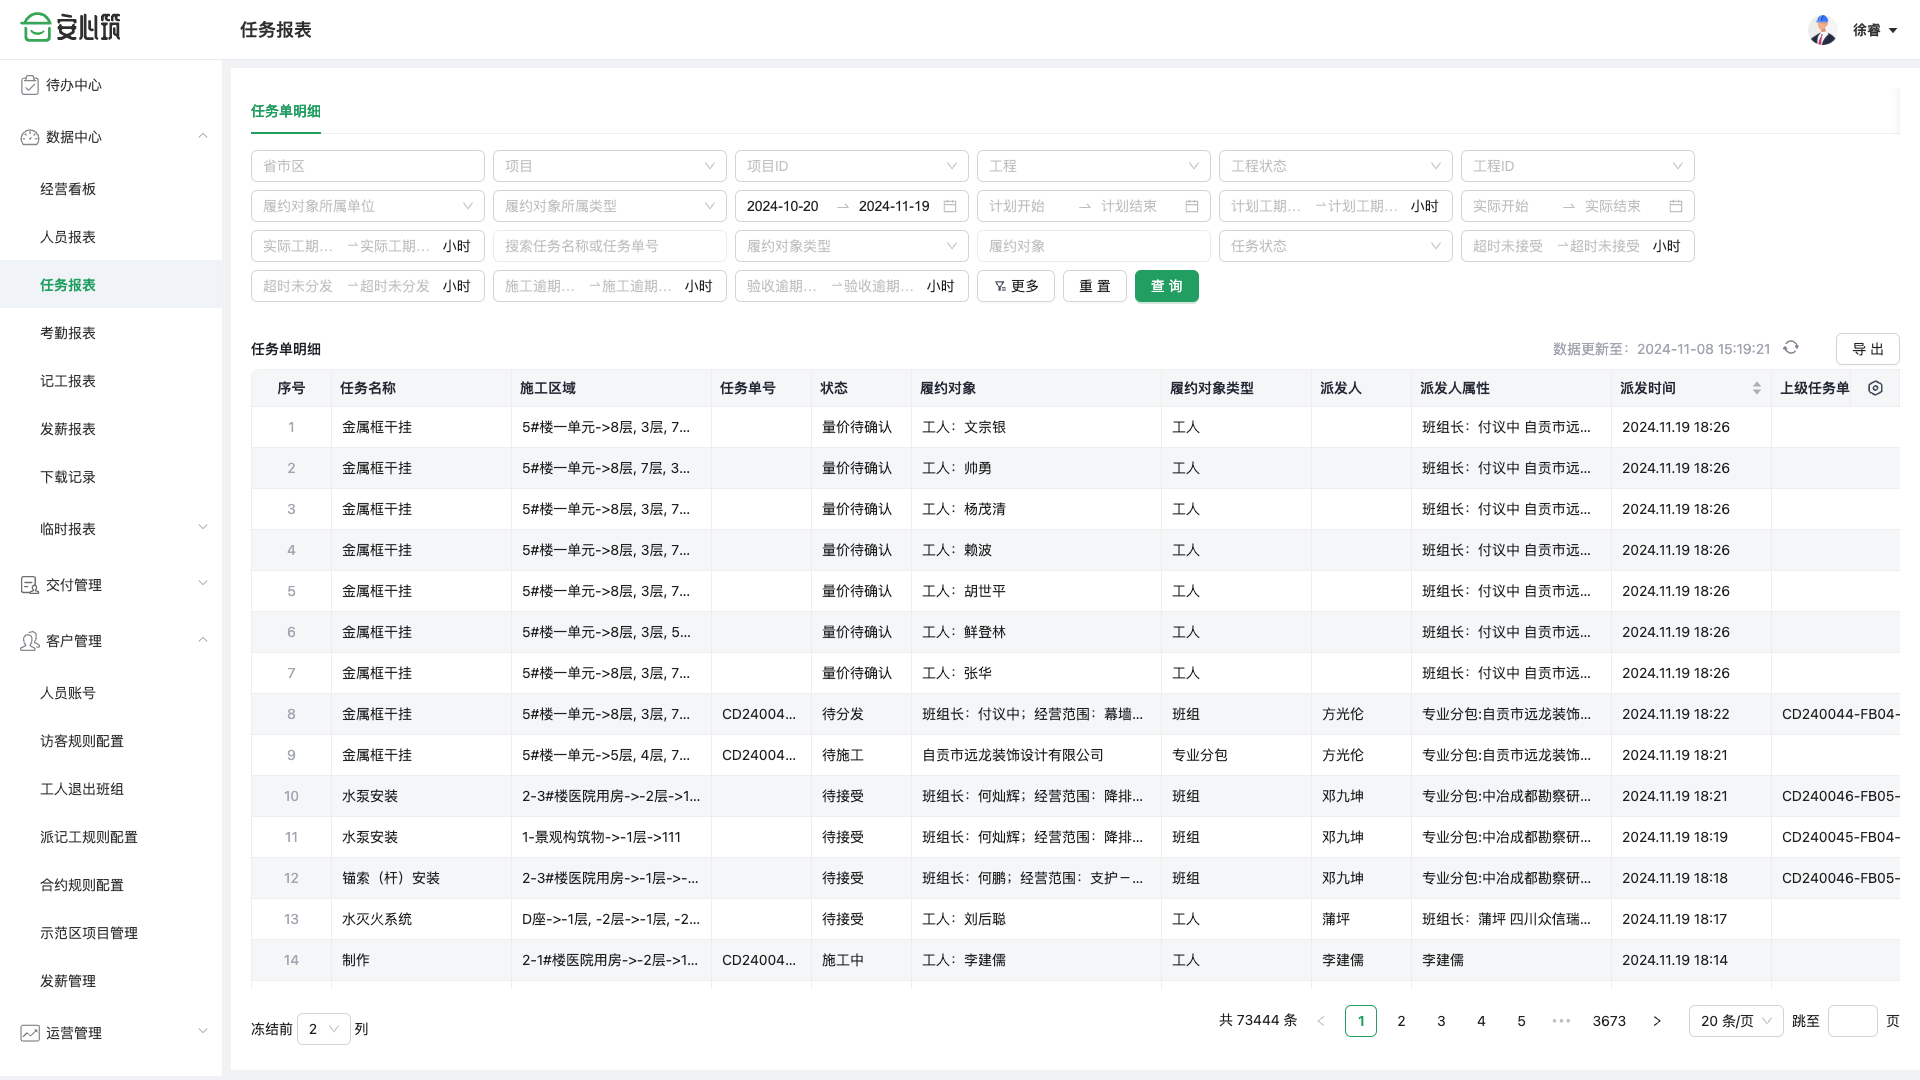 安心筑
任务报表
徐睿
待办中心
数据中心
经营看板
人员报表
任务报表
考勤报表
记工报表
发薪报表
下载记录
临时报表
交付管理
客户管理
人员账号
访客规则配置
工人退出班组
派记工规则配置
合约规则配置
示范区项目管理
发薪管理
运营管理
任务单明细
省市区 项目 项目ID 工程 工程状态 工程ID
履约对象所属单位 履约对象所属类型 2024-10-20 → 2024-11-19 计划开始 → 计划结束 计划工期... → 计划工期... 小时 实际开始 → 实际结束
实际工期... → 实际工期... 小时 搜索任务名称或任务单号 履约对象类型 履约对象 任务状态 超时未接受 → 超时未接受 小时
超时未分发 → 超时未分发 小时 施工逾期... → 施工逾期... 小时 验收逾期... → 验收逾期... 小时 更多 重 置 查 询
任务单明细 数据更新至：2024-11-08 15:19:21 导 出
序号 任务名称 施工区域 任务单号 状态 履约对象 履约对象类型 派发人 派发人属性 派发时间 上级任务单
1 金属框干挂 5#楼一单元->8层, 3层, 7... 量价待确认 工人：文宗银 工人 班组长：付议中 自贡市远... 2024.11.19 18:26
2 金属框干挂 5#楼一单元->8层, 7层, 3... 量价待确认 工人：帅勇 工人 班组长：付议中 自贡市远... 2024.11.19 18:26
3 金属框干挂 5#楼一单元->8层, 3层, 7... 量价待确认 工人：杨茂清 工人 班组长：付议中 自贡市远... 2024.11.19 18:26
4 金属框干挂 5#楼一单元->8层, 3层, 7... 量价待确认 工人：赖波 工人 班组长：付议中 自贡市远... 2024.11.19 18:26
5 金属框干挂 5#楼一单元->8层, 3层, 7... 量价待确认 工人：胡世平 工人 班组长：付议中 自贡市远... 2024.11.19 18:26
6 金属框干挂 5#楼一单元->8层, 3层, 5... 量价待确认 工人：鲜登林 工人 班组长：付议中 自贡市远... 2024.11.19 18:26
7 金属框干挂 5#楼一单元->8层, 3层, 7... 量价待确认 工人：张华 工人 班组长：付议中 自贡市远... 2024.11.19 18:26
8 金属框干挂 5#楼一单元->8层, 3层, 7... CD24004... 待分发 班组长：付议中；经营范围：幕墙... 班组 方光伦 专业分包:自贡市远龙装饰... 2024.11.19 18:22 CD240044-FB04-
9 金属框干挂 5#楼一单元->5层, 4层, 7... CD24004... 待施工 自贡市远龙装饰设计有限公司 专业分包 方光伦 专业分包:自贡市远龙装饰... 2024.11.19 18:21
10 水泵安装 2-3#楼医院用房->-2层->1... 待接受 班组长：何灿辉；经营范围：降排... 班组 邓九坤 专业分包:中冶成都勘察研... 2024.11.19 18:21 CD240046-FB05-
11 水泵安装 1-景观构筑物->-1层->111 待接受 班组长：何灿辉；经营范围：降排... 班组 邓九坤 专业分包:中冶成都勘察研... 2024.11.19 18:19 CD240045-FB04-
12 锚索（杆）安装 2-3#楼医院用房->-1层->-... 待接受 班组长：何鹏；经营范围：支护－... 班组 邓九坤 专业分包:中冶成都勘察研... 2024.11.19 18:18 CD240046-FB05-
13 水灭火系统 D座->-1层, -2层->-1层, -2... 待接受 工人：刘后聪 工人 蒲坪 班组长：蒲坪 四川众信瑞... 2024.11.19 18:17
14 制作 2-1#楼医院用房->-2层->1... CD24004... 施工中 工人：李建儒 工人 李建儒 李建儒 2024.11.19 18:14
冻结前 2 列 共 73444 条 < 1 2 3 4 5 ••• 3673 > 20 条/页 跳至 页